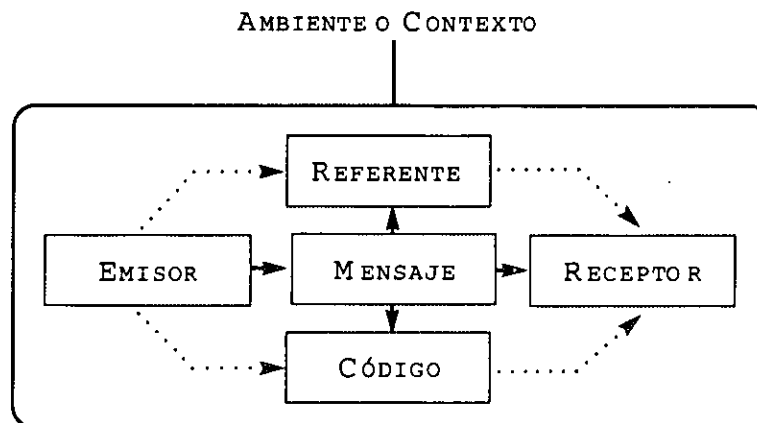 AMBIENTE O CONTEXTO
REFERENTE
EMISOR
MENSAJE
RECEPTOR
CÓDIGO